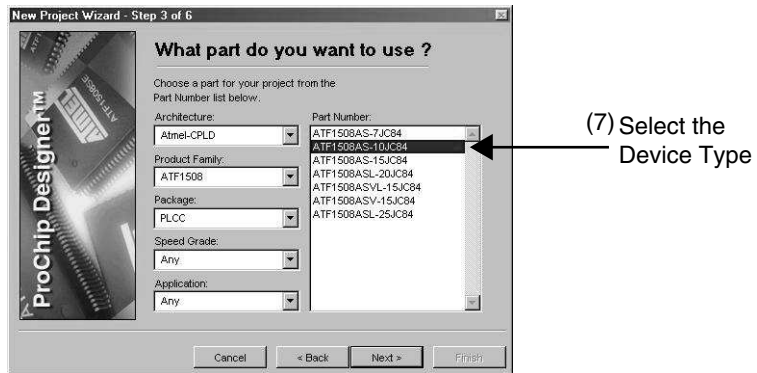 New Project Wizard - Step 3 of 6
ProChip Designer™
ATMEL
ATF1508AS
What part do you want to use ?
Choose a part for your project from the
Part Number list below.
Architecture:
Atmel-CPLD
Product Family:
ATF1508
Package:
PLCC
Speed Grade:
Any
Application:
Any
Part Number:
ATF1508AS-7JC84
ATF1508AS-10JC84
ATF1508AS-15JC84
ATF1508ASL-20JC84
ATF1508ASVL-15JC84
ATF1508ASV-15JC84
ATF1508ASL-25JC84
Cancel
< Back
Next >
Finish
(7) Select the
Device Type